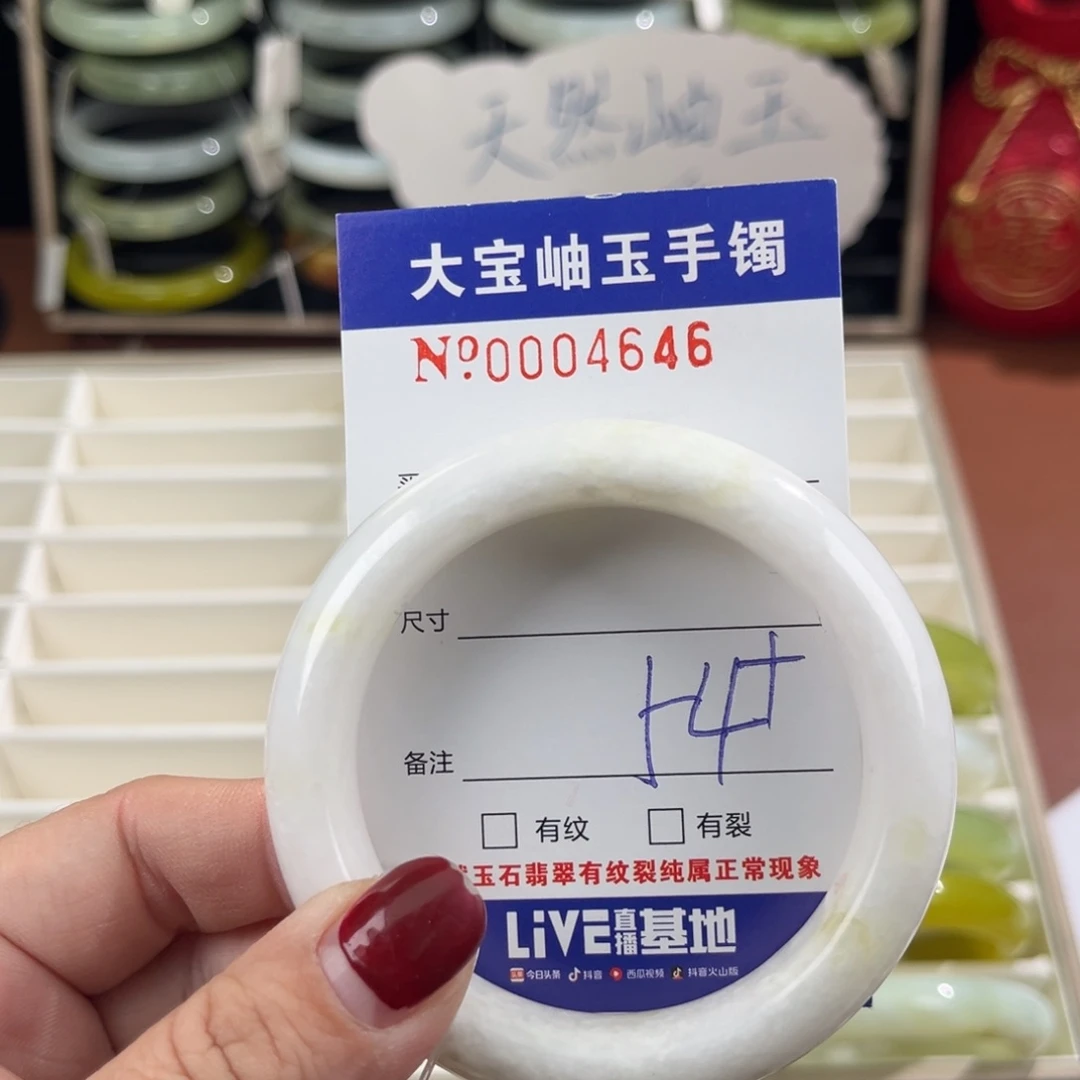 天然岫玉
大宝岫玉手镯
Nº:0004646
尺寸
备注
有纹 有裂
玉石翡翠有纹裂纯属正常现象
LiVE直播基地
今日头条 抖音 西瓜视频 抖音火山版